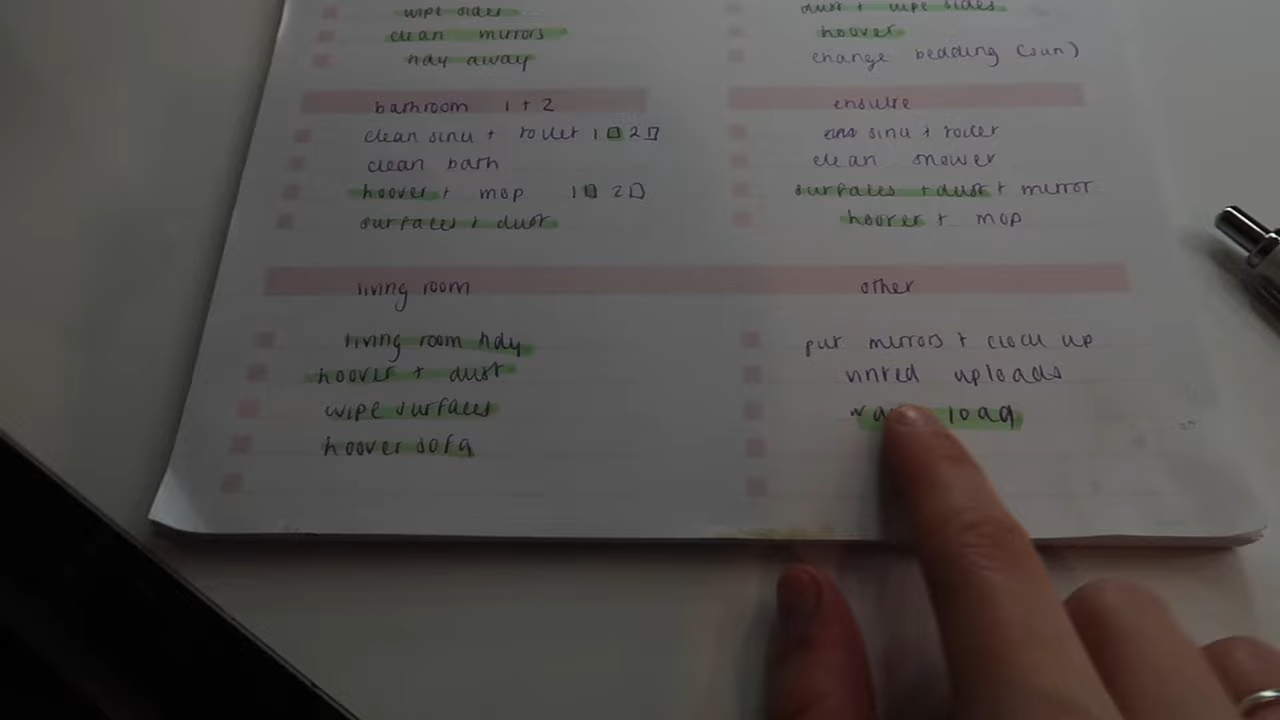 wipe sides
clean mirrors
tidy away
dust + wipe sides
hoover
change bedding (sun)
bathroom 1 + 2
clean sink + toilet 1 2
clean bath
hoover + mop 1 2
surfaces + dust
ensuite
sink + toilet
clean shower
surfaces + dust + mirror
hoover + mop
living room
living room tidy
hoover + dust
wipe surfaces
hoover sofa
other
put mirrors + clock up
vinted uploads
load